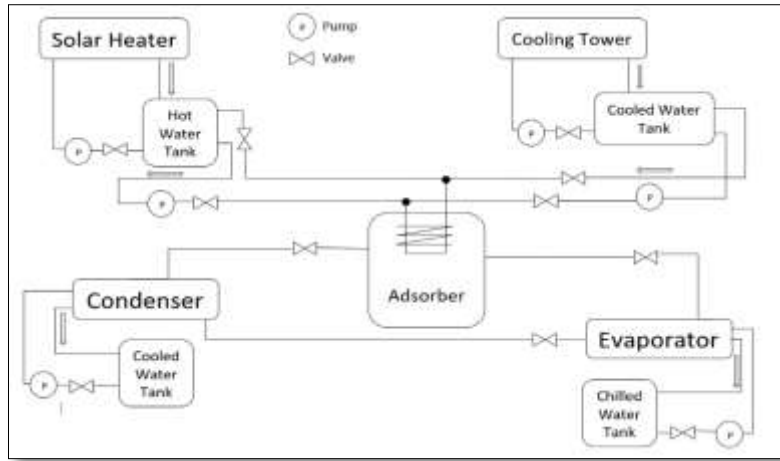 Solar Heater
P Pump
Valve
Cooling Tower
Hot
Water
Tank
Cooled Water
Tank
P
P
P
P
Adsorber
Condenser
Evaporator
Cooled
Water
Tank
P
Chilled
Water
Tank
P